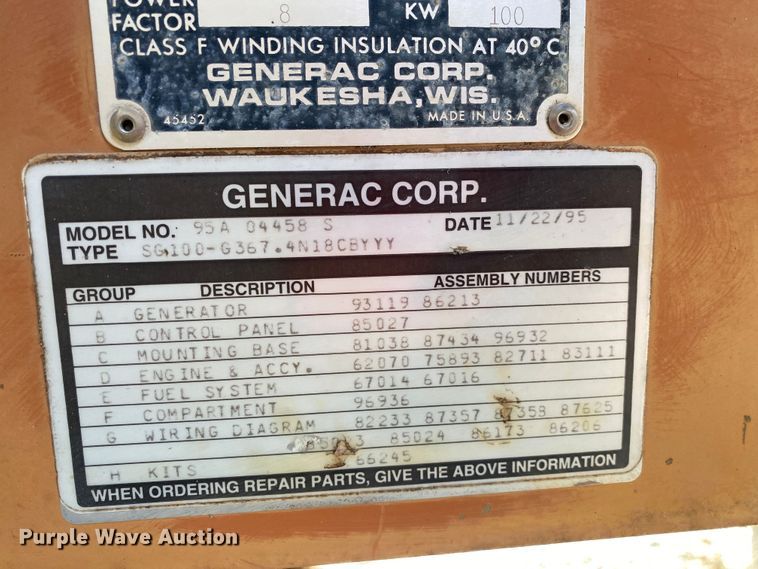 POWER
FACTOR .8 KW 100
CLASS F WINDING INSULATION AT 40° C
GENERAC CORP.
WAUKESHA, WIS.
45452 MADE IN U.S.A.
GENERAC CORP.
MODEL NO. 95A 04458 S DATE 11/22/95
TYPE SG100-G367.4N18CBYYY
GROUP DESCRIPTION ASSEMBLY NUMBERS
A GENERATOR 93119 86213
B CONTROL PANEL 85027
C MOUNTING BASE 81038 87434 96932
D ENGINE & ACCY. 62070 75893 82711 83111
E FUEL SYSTEM 67014 67016
F COMPARTMENT 96936
G WIRING DIAGRAM 82233 87357 87358 87625
85024 86173 86206
H KITS 66245
WHEN ORDERING REPAIR PARTS, GIVE THE ABOVE INFORMATION
Purple Wave Auction